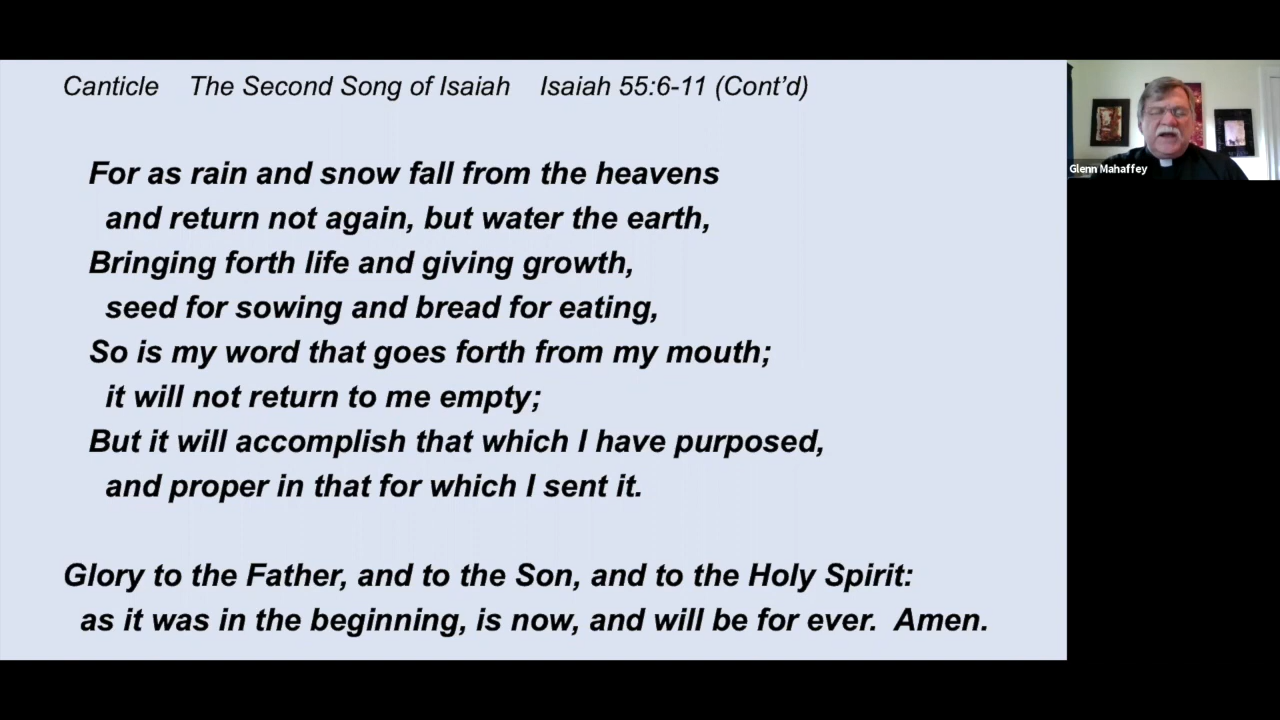 Canticle The Second Song of Isaiah Isaiah 55:6-11 (Cont'd)
For as rain and snow fall from the heavens
and return not again, but water the earth,
Bringing forth life and giving growth,
seed for sowing and bread for eating,
So is my word that goes forth from my mouth;
it will not return to me empty;
But it will accomplish that which I have purposed,
and proper in that for which I sent it.
Glory to the Father, and to the Son, and to the Holy Spirit:
as it was in the beginning, is now, and will be for ever. Amen.
Glenn Mahaffey